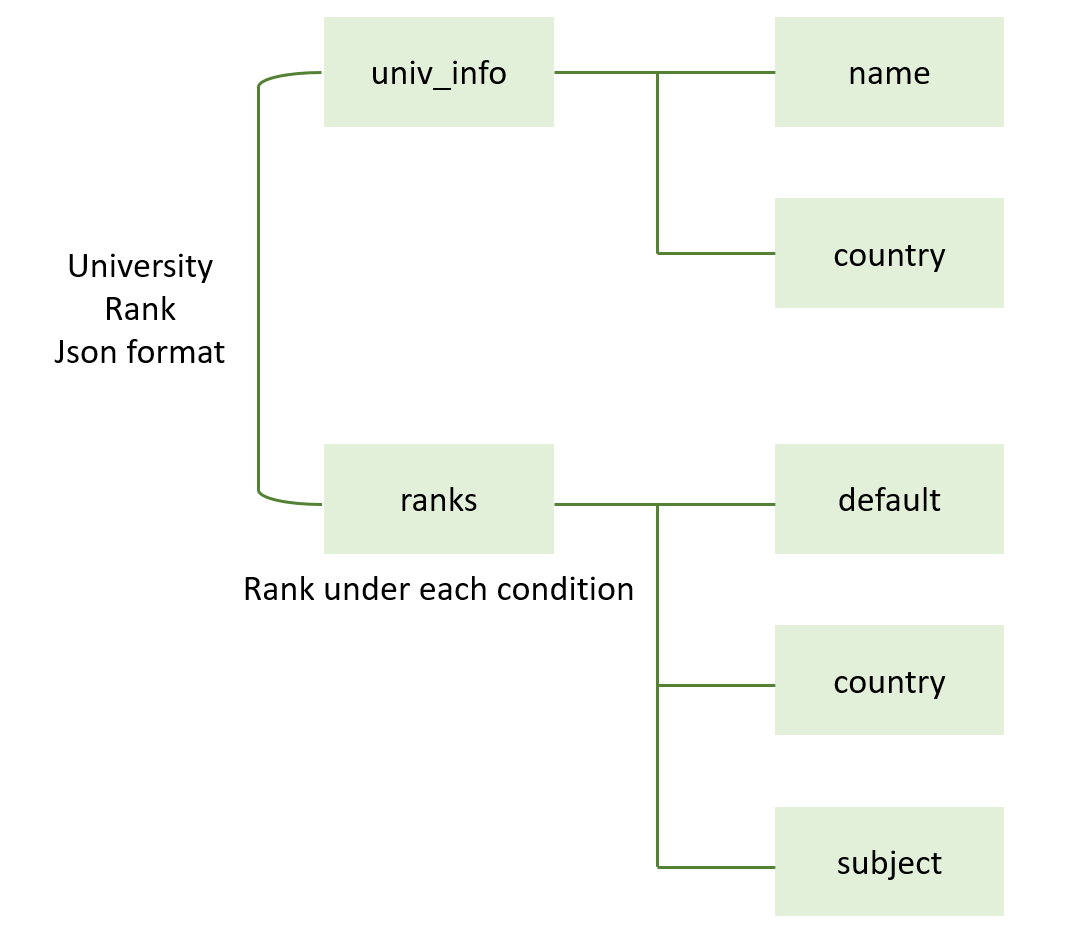 univ_info
name
country
University
Rank
Json format
ranks
default
Rank under each condition
country
subject